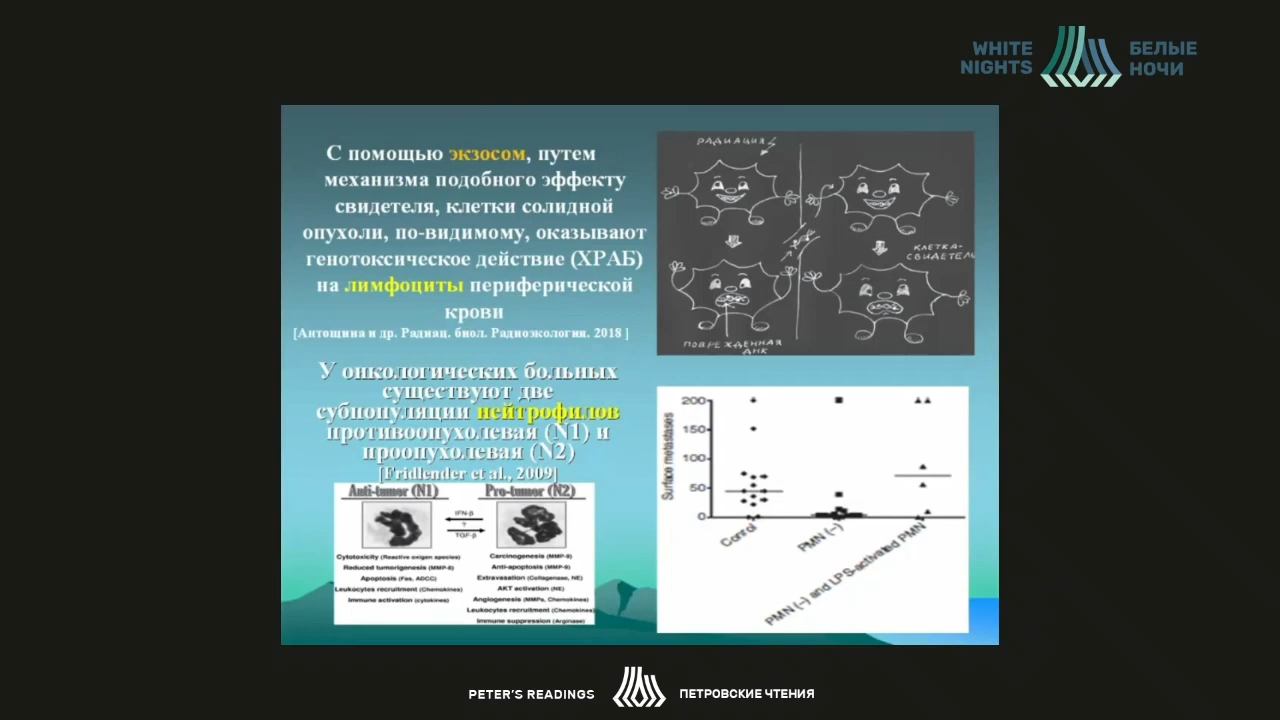 WHITE
NIGHTS
БЕЛЫЕ
НОЧИ
С помощью экзосом, путем
механизма подобного эффекту
свидетеля, клетки солидной
опухоли, по-видимому, оказывают
генотоксическое действие (ХРАБ)
на лимфоциты периферической
крови
[Антощина и др. Радиац. биол. Радиоэкология. 2018 ]
У онкологических больных
существуют две
субпопуляции нейтрофилов
противоопухолевая (N1) и
проопухолевая (N2)
[Fridlender et al., 2009]
Anti-tumor (N1)
Pro-tumor (N2)
IFN-β
?
TGF-β
Cytotoxicity (Reactive oxigen species)
Reduced tumorigenesis (MMP-8)
Apoptosis (Fas, ADCC)
Leukocytes recruitment (Chemokines)
Immune activation (cytokines)
Carcinogenesis (MMP-9)
Anti-apoptosis (MMP-9)
Extravasation (Collagenase, NE)
AKT activation (NE)
Angiogenesis (MMPs, Chemokines)
Leukocytes recruitment (Chemokines)
Immune suppression (Arginase)
РАДИАЦИЯ
КЛЕТКА-
СВИДЕТЕЛЬ
ПОВРЕЖДЕННАЯ
ДНК
Surface metastases
200
150
100
50
0
Control
PMN (–)
PMN (–) and LPS-activated PMN
PETER'S READINGS
ПЕТРОВСКИЕ ЧТЕНИЯ